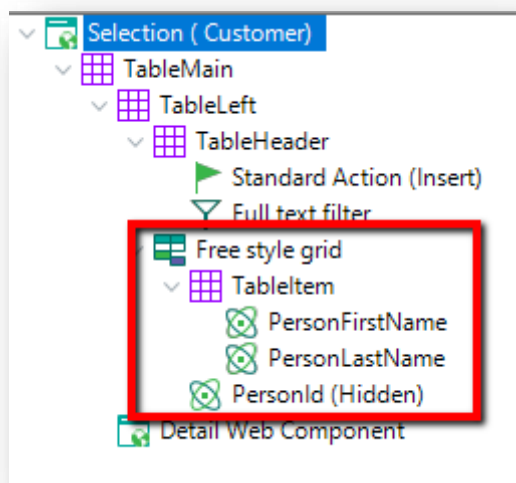 Selection ( Customer)
TableMain
TableLeft
TableHeader
Standard Action (Insert)
Full text filter
Free style grid
TableItem
PersonFirstName
PersonLastName
PersonId (Hidden)
Detail Web Component